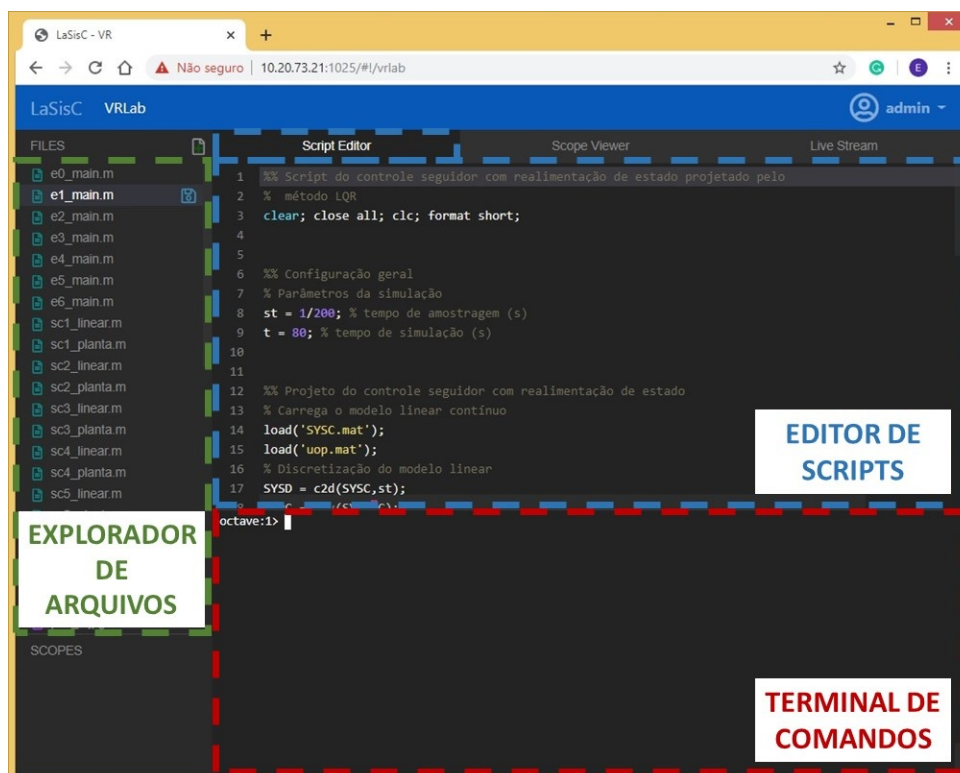 LaSisC - VR
Não seguro | 10.20.73.21:1025/#!/vrlab
E
LaSisC VRLab
admin
FILES
Script Editor
Scope Viewer
Live Stream
e0_main.m
e1_main.m
e2_main.m
e3_main.m
e4_main.m
e5_main.m
e6_main.m
sc1_linear.m
sc1_planta.m
sc2_linear.m
sc2_planta.m
sc3_linear.m
sc3_planta.m
sc4_linear.m
sc4_planta.m
sc5_linear.m
1 %% Script do controle seguidor com realimentação de estado projetado pelo
2 % método LQR
3 clear; close all; clc; format short;
4
5
6 %% Configuração geral
7 % Parâmetros da simulação
8 st = 1/200; % tempo de amostragem (s)
9 t = 80; % tempo de simulação (s)
10
11
12 %% Projeto do controle seguidor com realimentação de estado
13 % Carrega o modelo linear contínuo
14 load('SYSC.mat');
15 load('uop.mat');
16 % Discretização do modelo linear
17 SYSD = c2d(SYSC,st);
EDITOR DE
SCRIPTS
octave:1>
EXPLORADOR
DE
ARQUIVOS
SCOPES
TERMINAL DE
COMANDOS